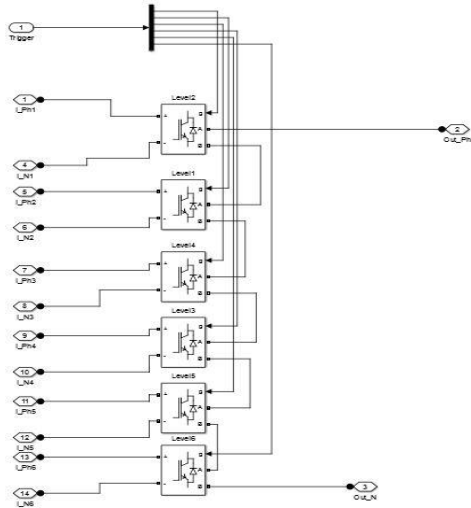 1
Trigger
1
I_Ph1
Level2
+
g
A
B
-
2
Out_Ph
4
I_N1
5
I_Ph2
Level1
+
g
A
B
-
6
I_N2
7
I_Ph3
Level4
+
g
A
B
-
8
I_N3
9
I_Ph4
Level3
+
g
A
B
-
10
I_N4
11
I_Ph5
Level5
+
g
A
B
-
12
I_N5
13
I_Ph6
Level6
+
g
A
B
-
14
I_N6
3
Out_N